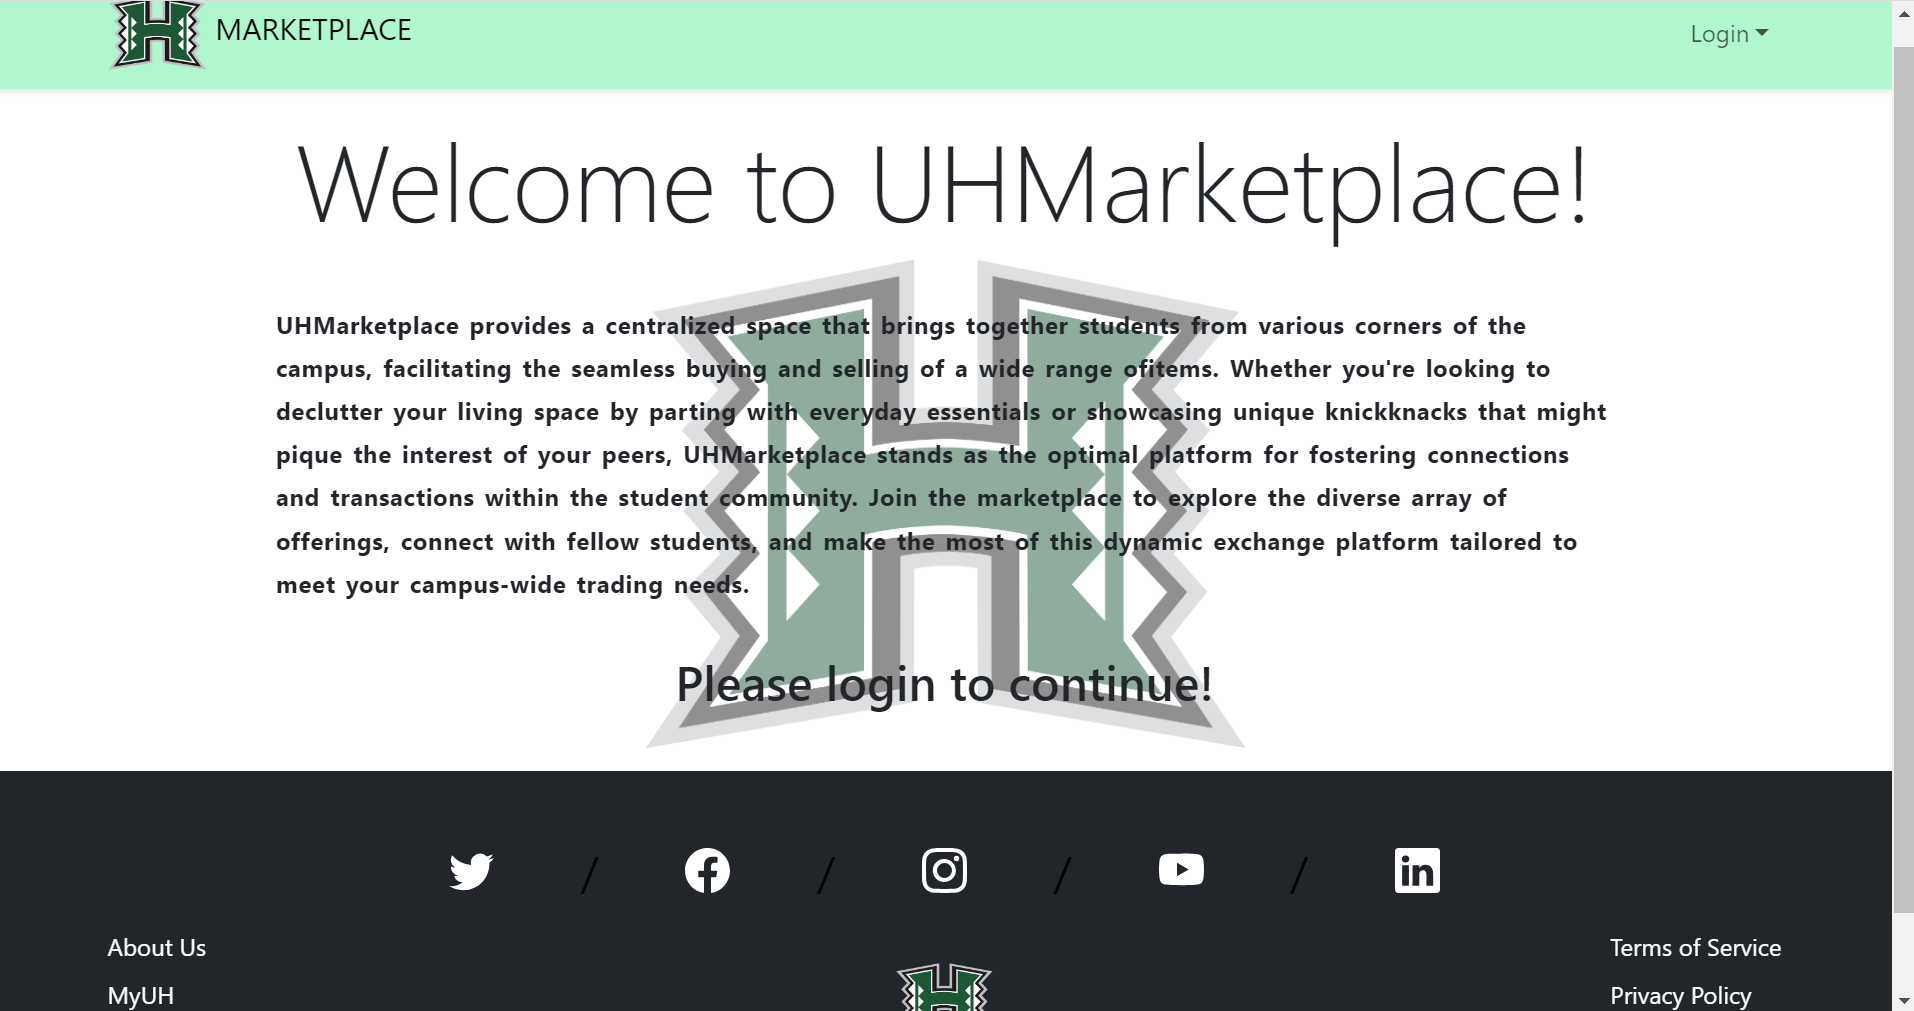 MARKETPLACE
Login
Welcome to UHMarketplace!
UHMarketplace provides a centralized space that brings together students from various corners of the
campus, facilitating the seamless buying and selling of a wide range ofitems. Whether you're looking to
declutter your living space by parting with everyday essentials or showcasing unique knickknacks that might
pique the interest of your peers, UHMarketplace stands as the optimal platform for fostering connections
and transactions within the student community. Join the marketplace to explore the diverse array of
offerings, connect with fellow students, and make the most of this dynamic exchange platform tailored to
meet your campus-wide trading needs.
Please login to continue!
/ / / /
About Us
Terms of Service
MyUH
Privacy Policy